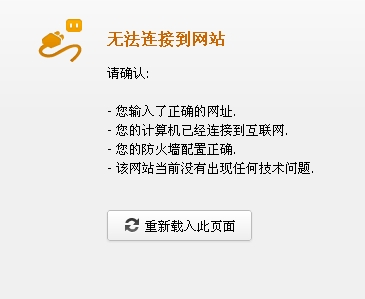 无法连接到网站
请确认:
- 您输入了正确的网址.
- 您的计算机已经连接到互联网.
- 您的防火墙配置正确.
- 该网站当前没有出现任何技术问题.
重新载入此页面